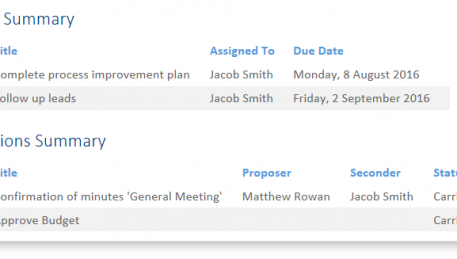 Summary
itle Assigned To Due Date
omplete process improvement plan Jacob Smith Monday, 8 August 2016
ollow up leads Jacob Smith Friday, 2 September 2016
ions Summary
itle Proposer Seconder Stat
onfirmation of minutes 'General Meeting' Matthew Rowan Jacob Smith Carri
pprove Budget Carri